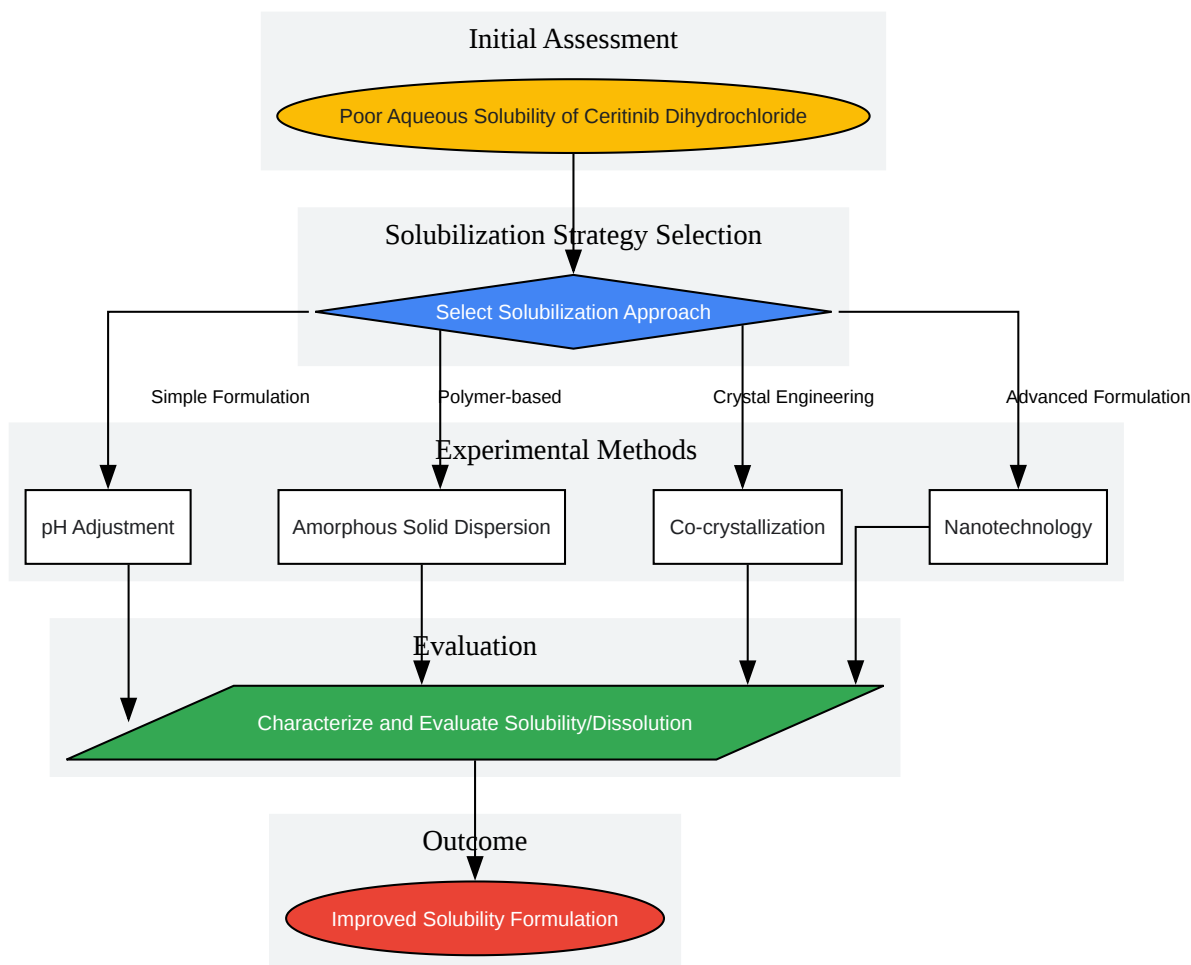 Initial Assessment
Poor Aqueous Solubility of Ceritinib Dihydrochloride
Solubilization Strategy Selection
Select Solubilization Approach
Simple Formulation
Polymer-based
Crystal Engineering
Advanced Formulation
Experimental Methods
pH Adjustment
Amorphous Solid Dispersion
Co-crystallization
Nanotechnology
Evaluation
Characterize and Evaluate Solubility/Dissolution
Outcome
Improved Solubility Formulation